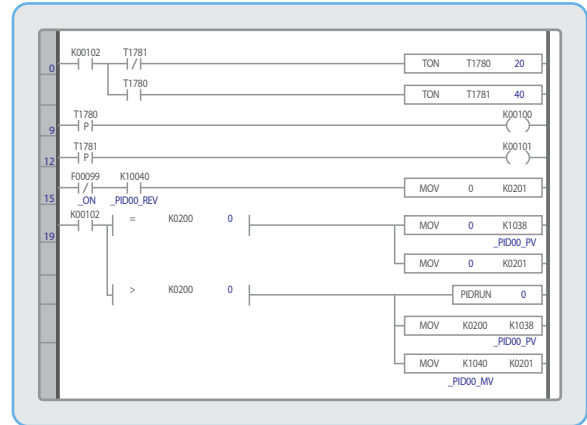 K00102 T1781
0 TON T1780 20
T1780
TON T1781 40
T1780 K00100
9 P
T1781 K00101
12 P
F00099 K10040
15 MOV 0 K0201
_ON _PID00_REV
K00102
19 = K0200 0 MOV 0 K1038
_PID00_PV
MOV 0 K0201
> K0200 0 PIDRUN 0
MOV K0200 K1038
_PID00_PV
MOV K1040 K0201
_PID00_MV